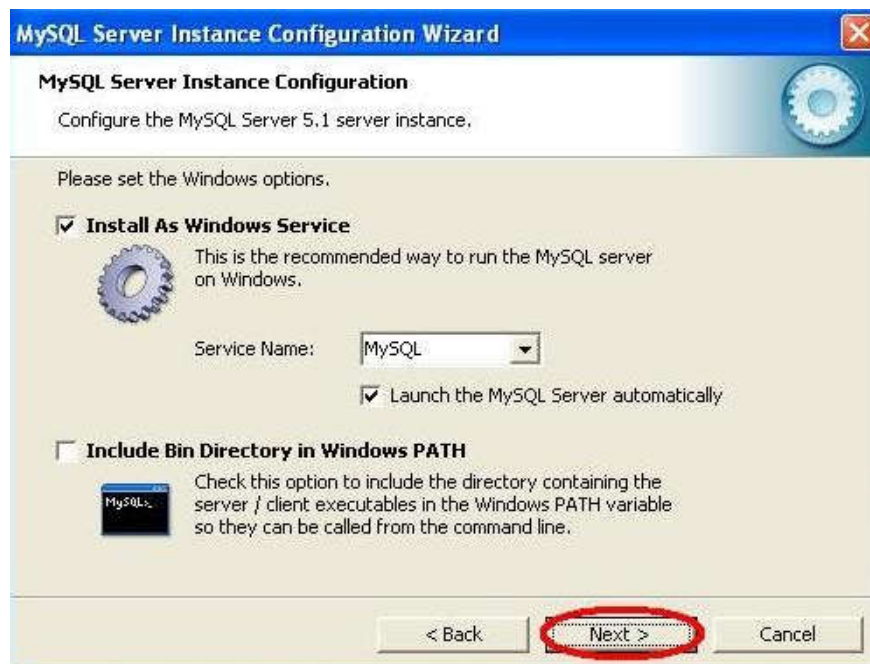 MySQL Server Instance Configuration Wizard
MySQL Server Instance Configuration
Configure the MySQL Server 5.1 server instance.
Please set the Windows options.
Install As Windows Service
This is the recommended way to run the MySQL server
on Windows.
Service Name: MySQL
Launch the MySQL Server automatically
Include Bin Directory in Windows PATH
MySQL>_
Check this option to include the directory containing the
server / client executables in the Windows PATH variable
so they can be called from the command line.
< Back Next > Cancel